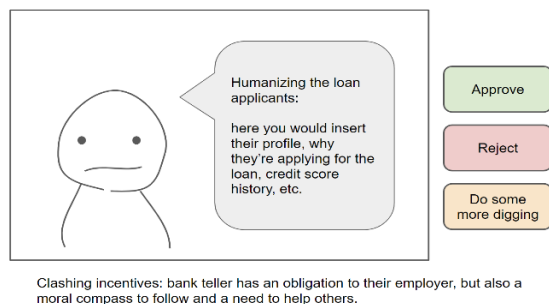 Humanizing the loan
applicants:
here you would insert
their profile, why
they're applying for the
loan, credit score
history, etc.
Approve
Reject
Do some
more digging
Clashing incentives: bank teller has an obligation to their employer, but also a
moral compass to follow and a need to help others.